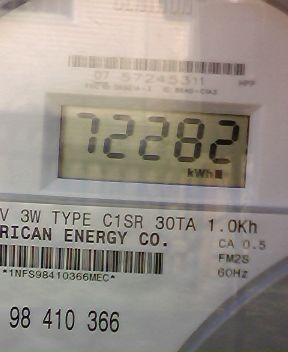 07 57245311
72282
kWh
V 3W TYPE C1SR 30TA 1.0Kh
RICAN ENERGY CO.
CA 0.5
FM2S
*1NFS98410366MEC*
60Hz
98 410 366